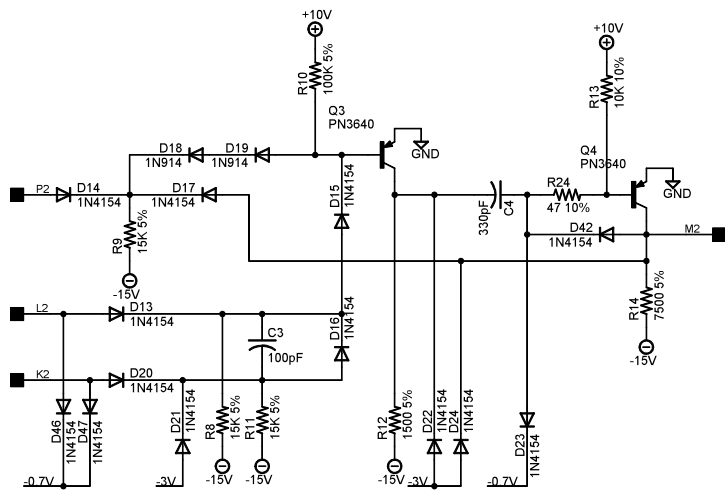 +10V
R10
100K 5%
Q3
PN3640
GND
+10V
R13
10K 10%
Q4
PN3640
GND
D18
1N914
D19
1N914
P2
D14
1N4154
D17
1N4154
D15
1N4154
R9
15K 5%
-15V
330pF
C4
R24
47 10%
D42
1N4154
M2
R14
7500 5%
-15V
L2
D13
1N4154
C3
100pF
D16
1N4154
K2
D20
1N4154
D46
1N4154
D47
1N4154
-0.7V
D21
1N4154
-3V
R8
15K 5%
-15V
R11
15K 5%
-15V
R12
1500 5%
-15V
D22
1N4154
D24
1N4154
-3V
D23
1N4154
-0.7V